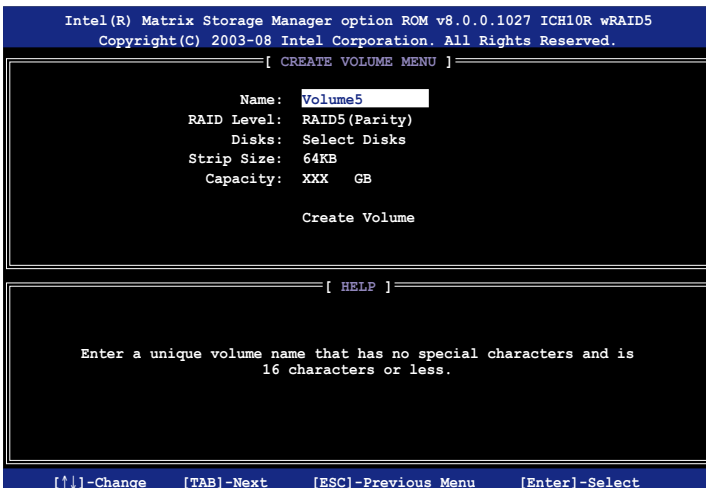 Intel(R) Matrix Storage Manager option ROM v8.0.0.1027 ICH10R wRAID5
Copyright(C) 2003-08 Intel Corporation. All Rights Reserved.
[ CREATE VOLUME MENU ]
Name: Volume5
RAID Level: RAID5(Parity)
Disks: Select Disks
Strip Size: 64KB
Capacity: XXX GB
Create Volume
[ HELP ]
Enter a unique volume name that has no special characters and is
16 characters or less.
[↑↓]-Change [TAB]-Next [ESC]-Previous Menu [Enter]-Select